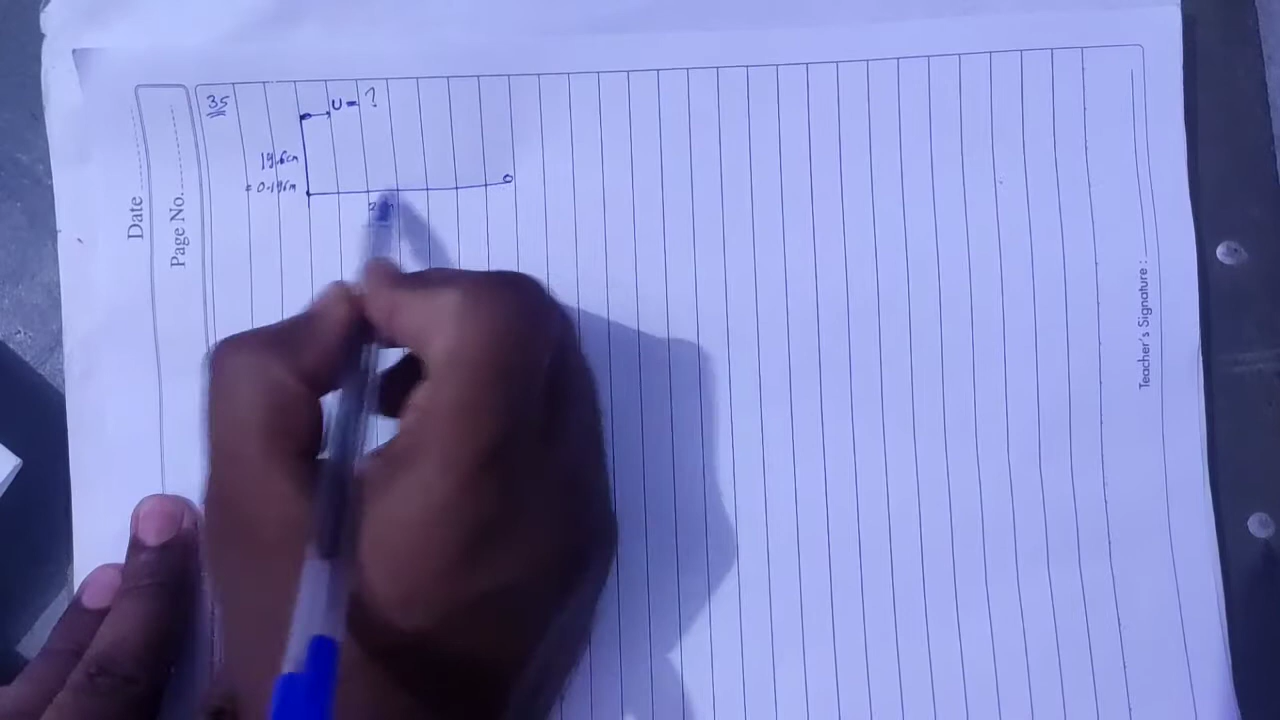 Date
Page No.
35
U = ?
19.6cm
= 0.196m
Teacher's Signature :